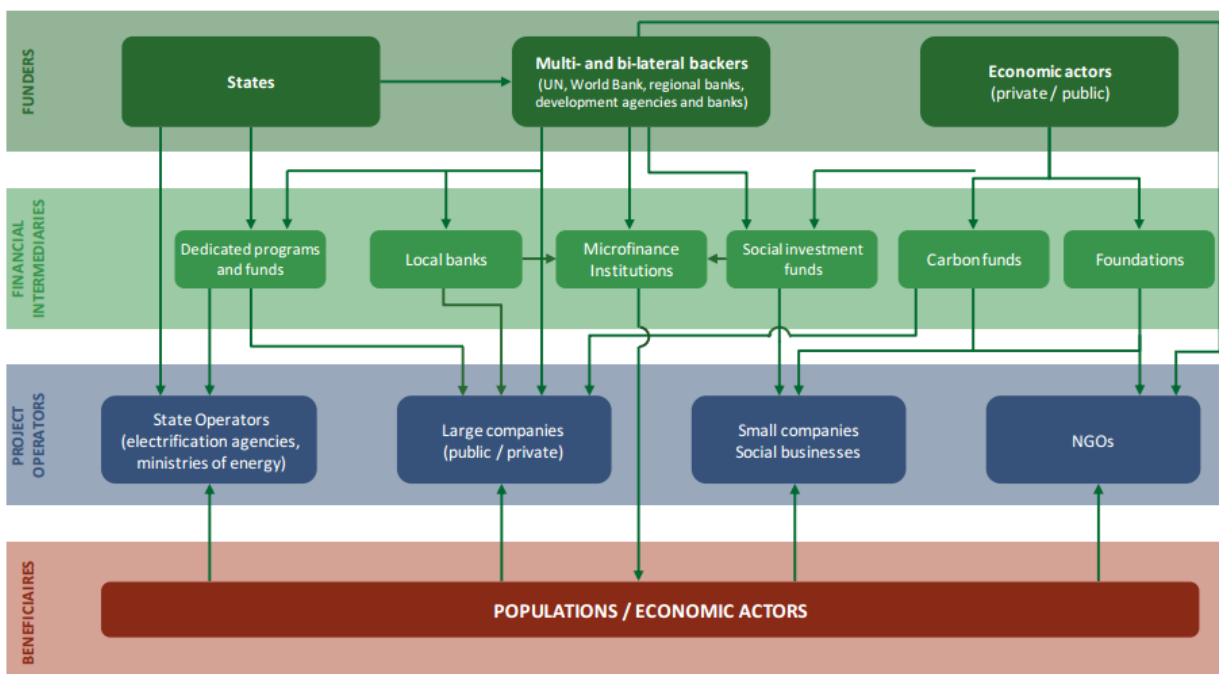 FUNDERS
States
Multi- and bi-lateral backers
(UN, World Bank, regional banks,
development agencies and banks)
Economic actors
(private / public)
FINANCIAL
INTERMEDIARIES
Dedicated programs
and funds
Local banks
Microfinance
Institutions
Social investment
funds
Carbon funds
Foundations
PROJECT
OPERATORS
State Operators
(electrification agencies,
ministries of energy)
Large companies
(public / private)
Small companies
Social businesses
NGOs
BENEFICIAIRES
POPULATIONS / ECONOMIC ACTORS